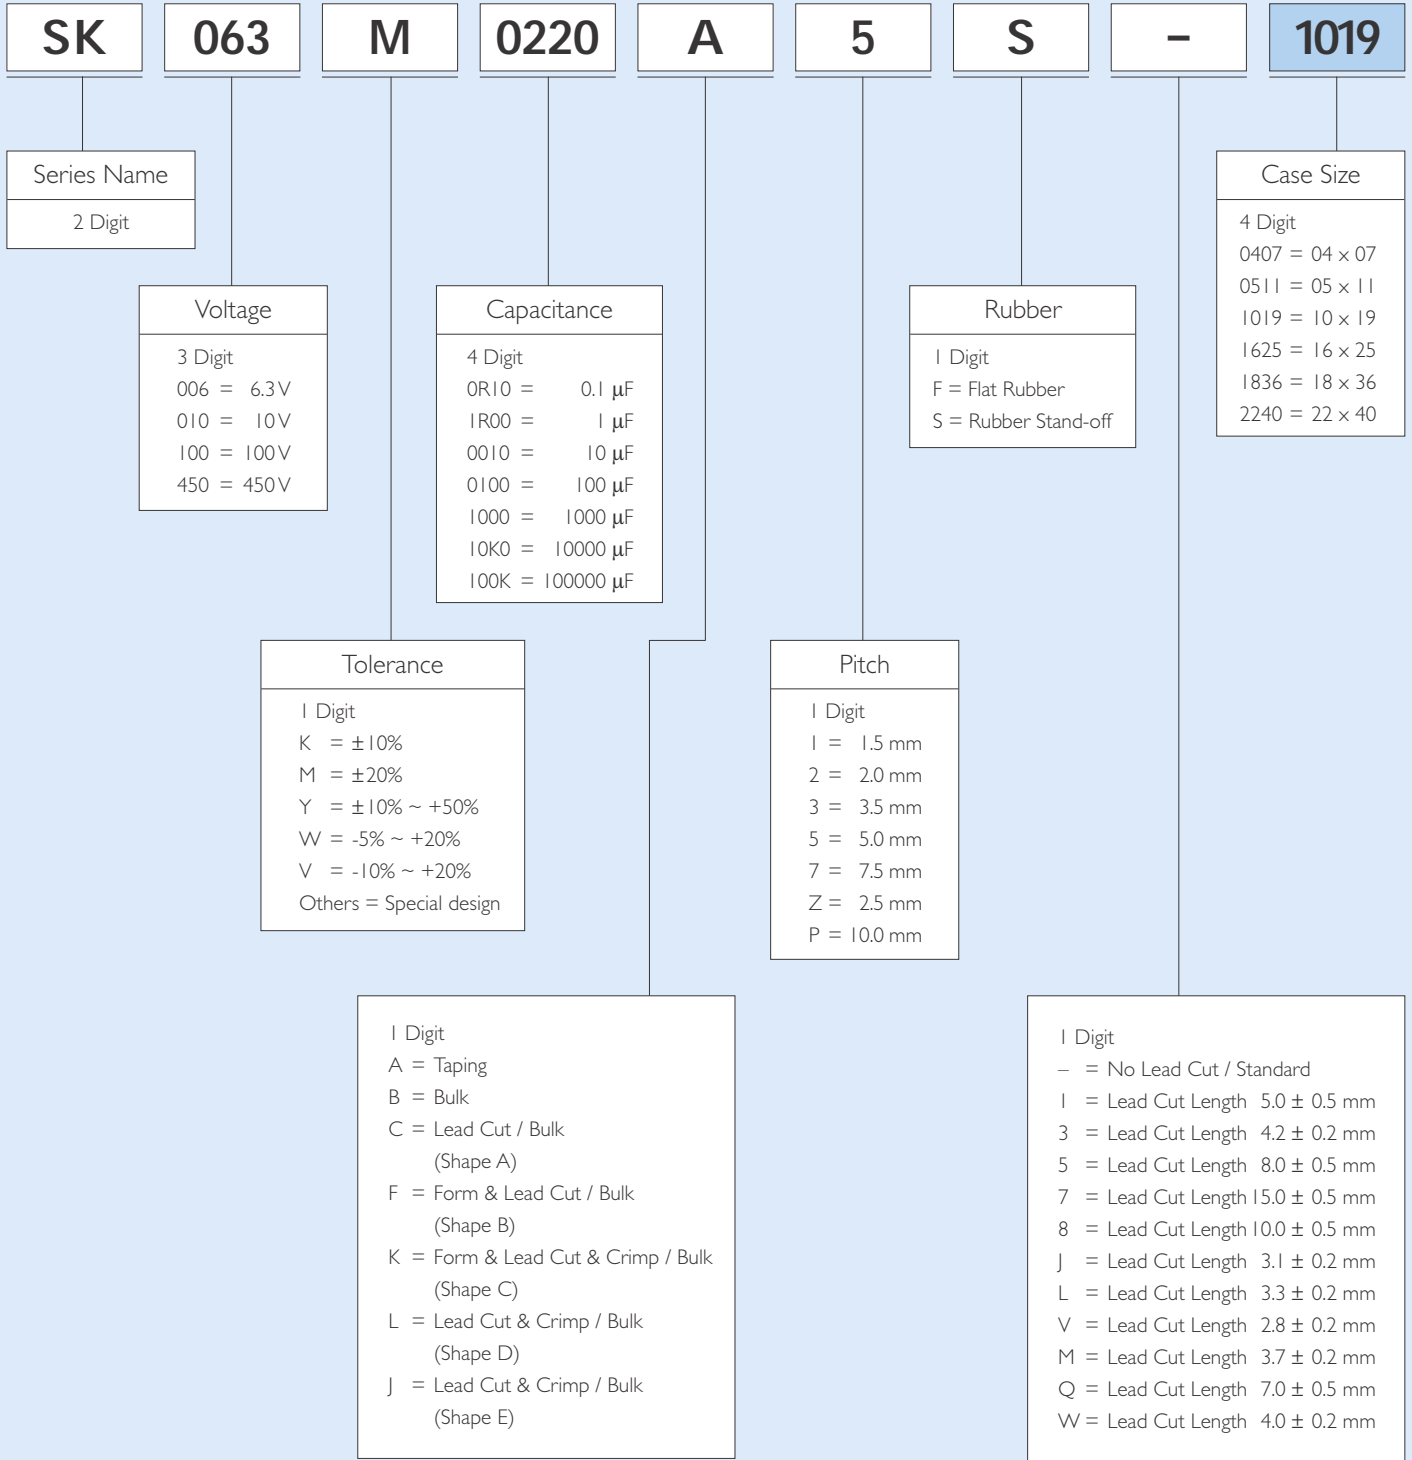 SK 063 M 0220 A 5 S – 1019
Series Name
2 Digit
Case Size
4 Digit
0407 = 04 x 07
0511 = 05 x 11
1019 = 10 x 19
1625 = 16 x 25
1836 = 18 x 36
2240 = 22 x 40
Voltage
3 Digit
006 = 6.3 V
010 = 10 V
100 = 100 V
450 = 450 V
Capacitance
4 Digit
0R10 = 0.1 µF
1R00 = 1 µF
0010 = 10 µF
0100 = 100 µF
1000 = 1000 µF
10K0 = 10000 µF
100K = 100000 µF
Rubber
1 Digit
F = Flat Rubber
S = Rubber Stand-off
Tolerance
1 Digit
K = ±10%
M = ±20%
Y = ±10% ~ +50%
W = -5% ~ +20%
V = -10% ~ +20%
Others = Special design
Pitch
1 Digit
1 = 1.5 mm
2 = 2.0 mm
3 = 3.5 mm
5 = 5.0 mm
7 = 7.5 mm
Z = 2.5 mm
P = 10.0 mm
1 Digit
A = Taping
B = Bulk
C = Lead Cut / Bulk
(Shape A)
F = Form & Lead Cut / Bulk
(Shape B)
K = Form & Lead Cut & Crimp / Bulk
(Shape C)
L = Lead Cut & Crimp / Bulk
(Shape D)
J = Lead Cut & Crimp / Bulk
(Shape E)
1 Digit
– = No Lead Cut / Standard
1 = Lead Cut Length 5.0 ± 0.5 mm
3 = Lead Cut Length 4.2 ± 0.2 mm
5 = Lead Cut Length 8.0 ± 0.5 mm
7 = Lead Cut Length 15.0 ± 0.5 mm
8 = Lead Cut Length 10.0 ± 0.5 mm
J = Lead Cut Length 3.1 ± 0.2 mm
L = Lead Cut Length 3.3 ± 0.2 mm
V = Lead Cut Length 2.8 ± 0.2 mm
M = Lead Cut Length 3.7 ± 0.2 mm
Q = Lead Cut Length 7.0 ± 0.5 mm
W = Lead Cut Length 4.0 ± 0.2 mm